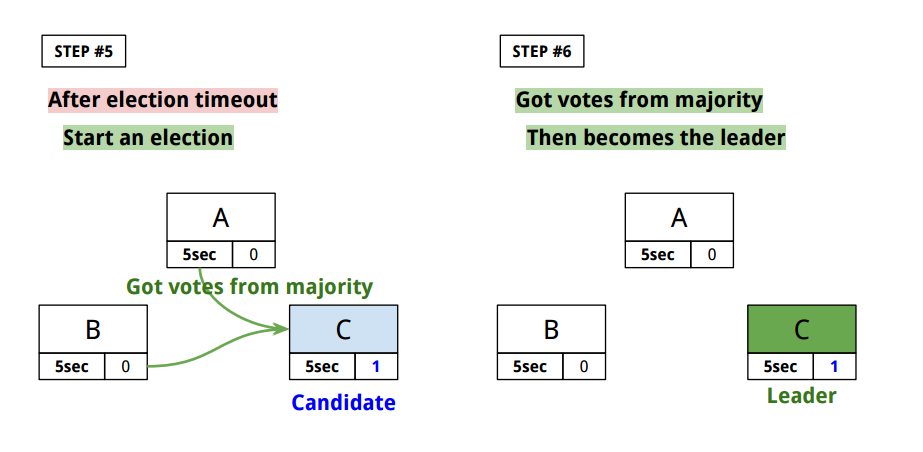 STEP #5
After election timeout
Start an election
A
5sec 0
Got votes from majority
B
5sec 0
C
5sec 1
Candidate
STEP #6
Got votes from majority
Then becomes the leader
A
5sec 0
B
5sec 0
C
5sec 1
Leader